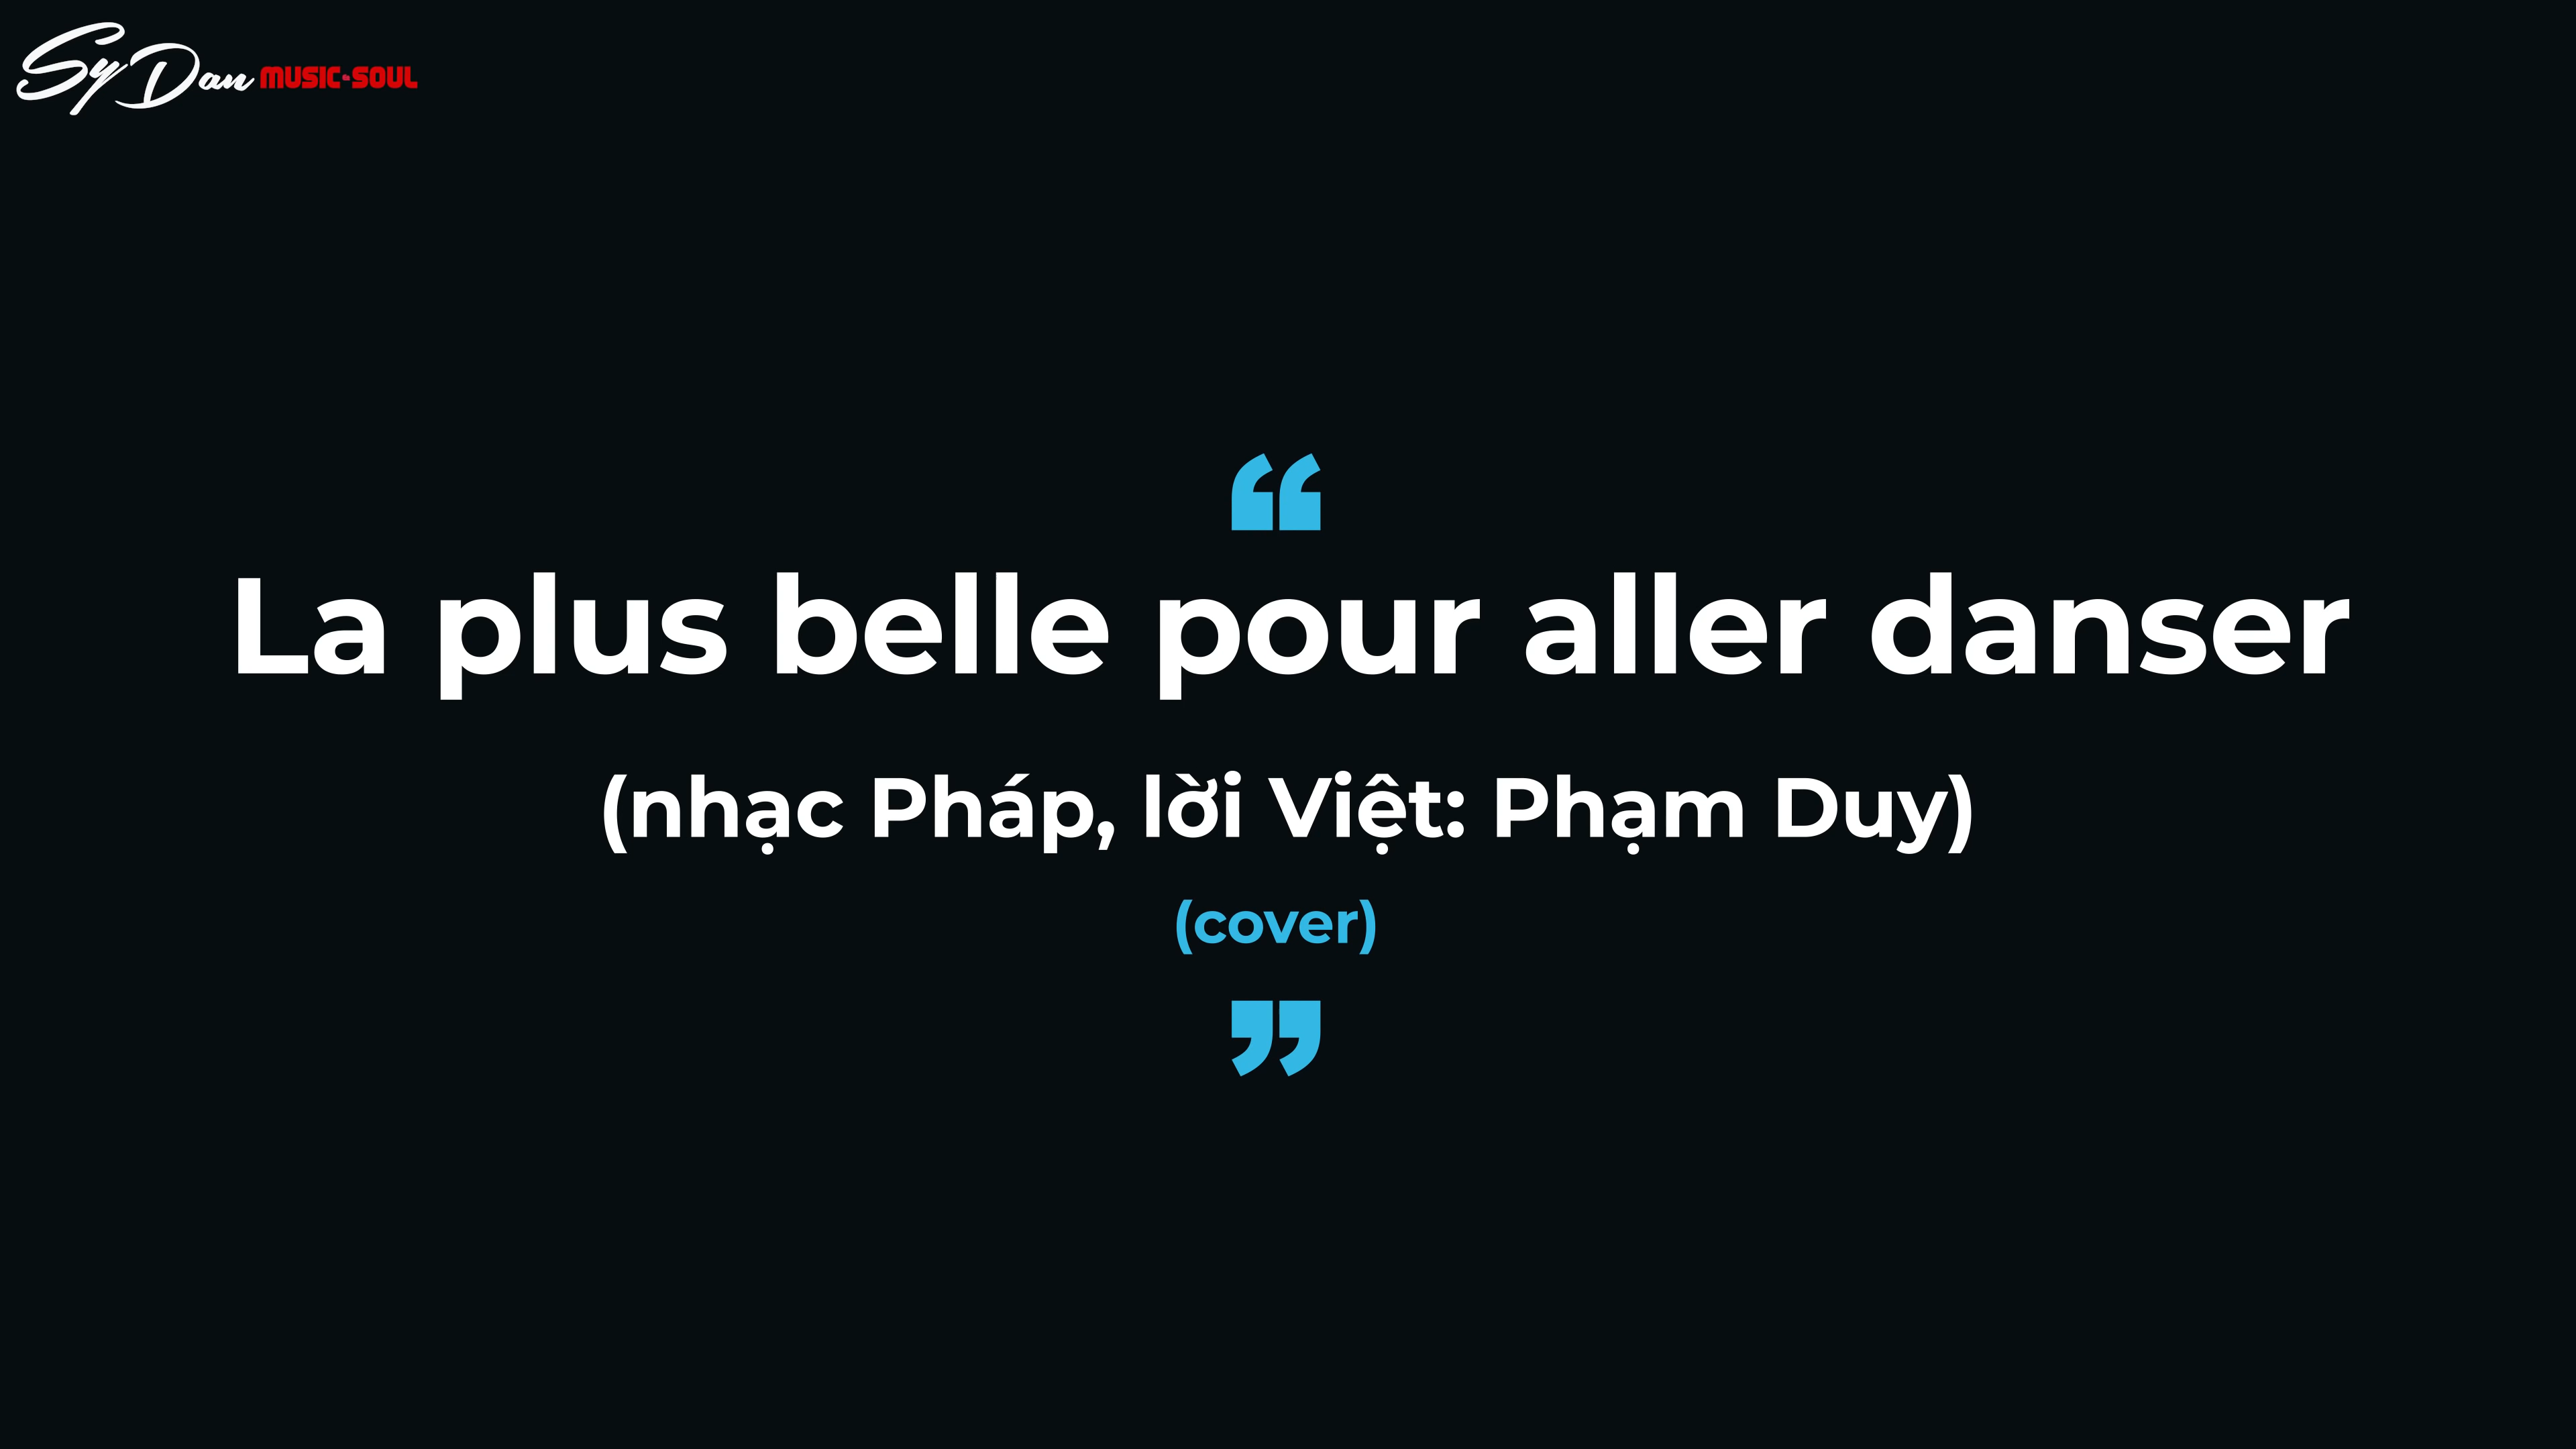 Sy Dan MUSIC-SOUL
“
La plus belle pour aller danser
(nhạc Pháp, lời Việt: Phạm Duy)
(cover)
”